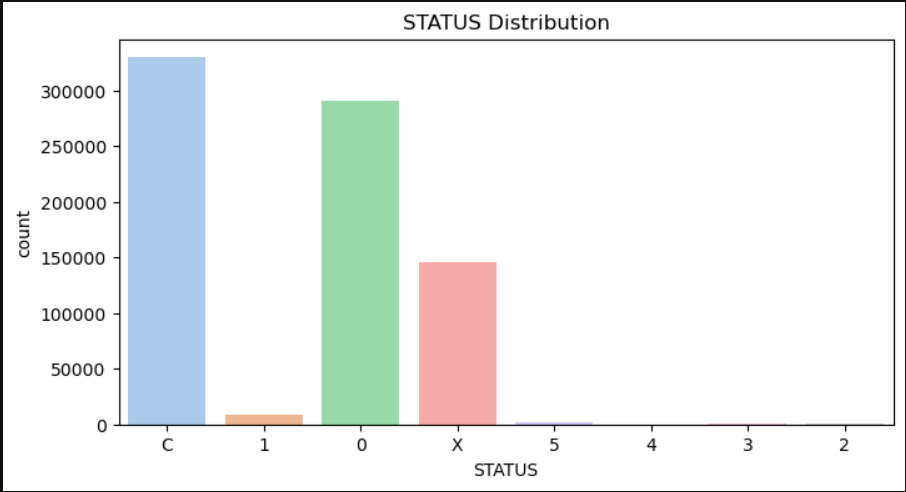 STATUS Distribution
count
300000
250000
200000
150000
100000
50000
0
C 1 0 X 5 4 3 2
STATUS